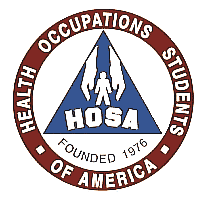 HEALTH OCCUPATIONS STUDENTS
OF AMERICA
HOSA
FOUNDED 1976